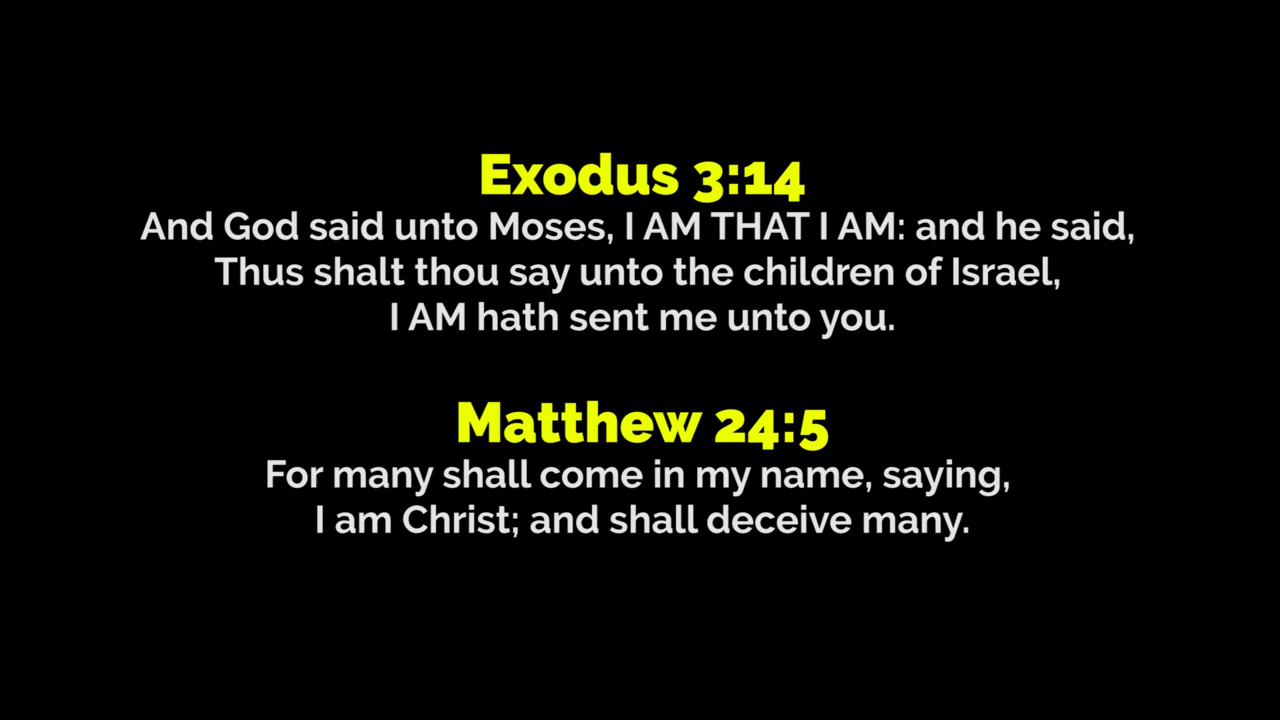 Exodus 3:14
And God said unto Moses, I AM THAT I AM: and he said,
Thus shalt thou say unto the children of Israel,
I AM hath sent me unto you.
Matthew 24:5
For many shall come in my name, saying,
I am Christ; and shall deceive many.